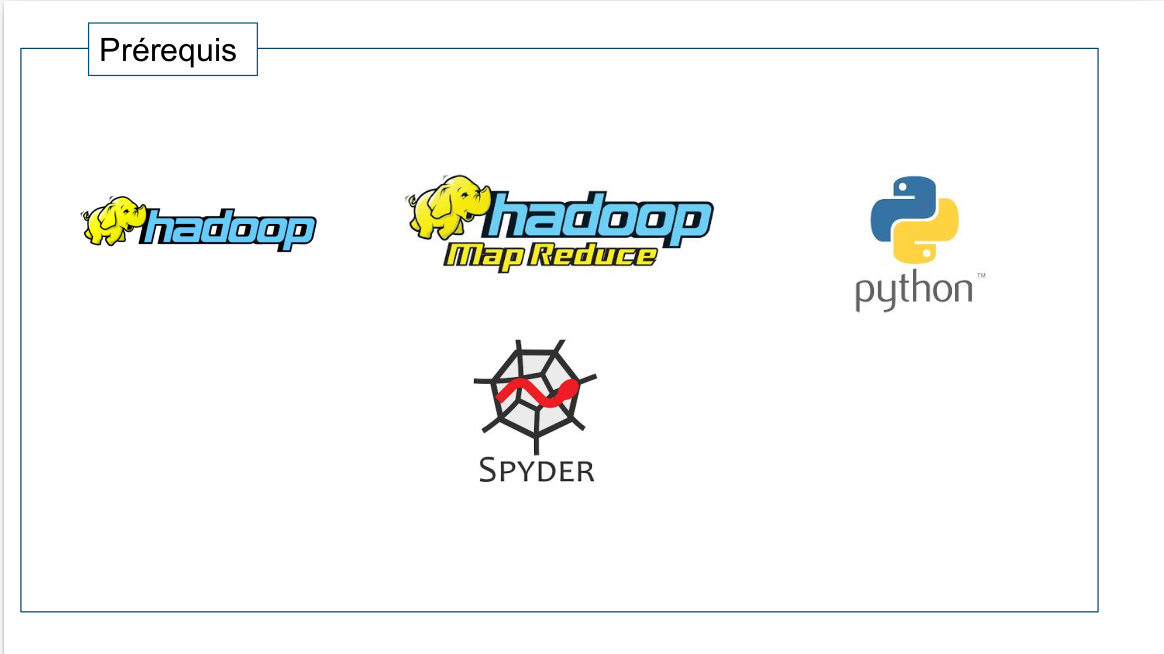 Prérequis
hadoop
hadoop
Map Reduce
python™
SPYDER